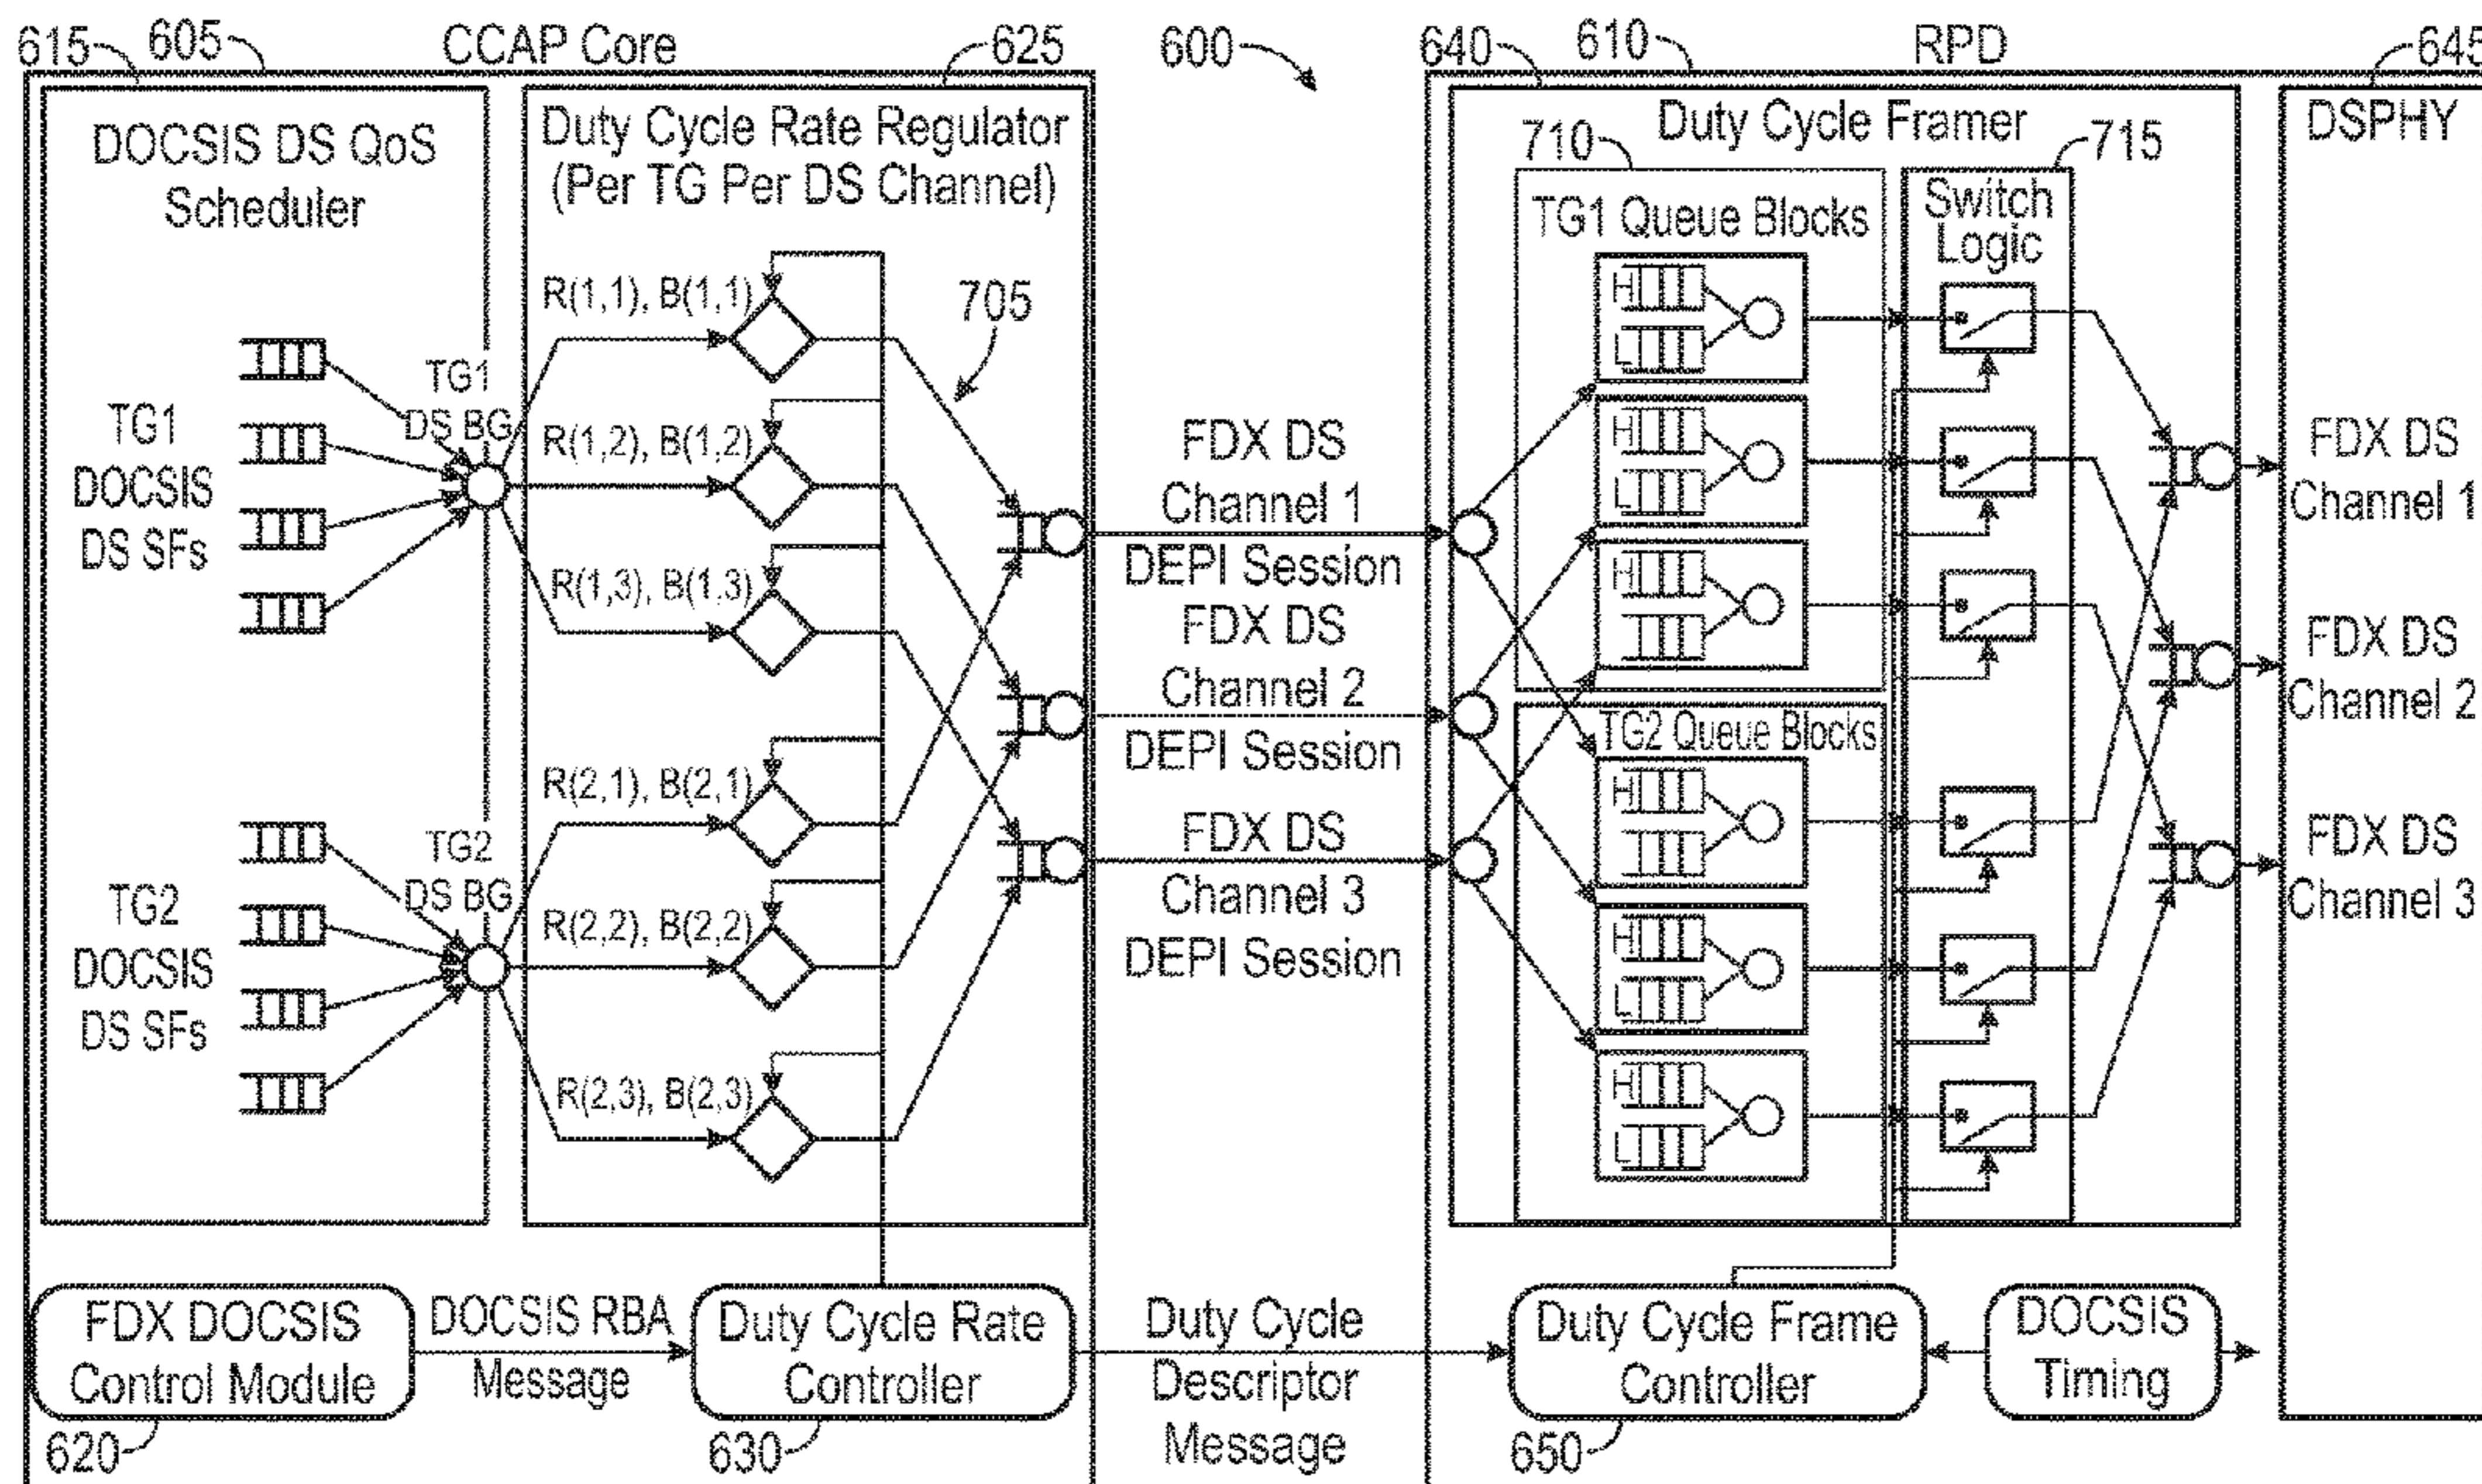 615 605 CCAP Core 625 600 640 610 RPD 645
DOCSIS DS QoS
Scheduler
TG1
DOCSIS
DS SFs
TG1
DS BG
TG2
DOCSIS
DS SFs
TG2
DS BG
Duty Cycle Rate Regulator
(Per TG Per DS Channel)
R(1,1), B(1,1)
705
R(1,2), B(1,2)
R(1,3), B(1,3)
R(2,1), B(2,1)
R(2,2), B(2,2)
R(2,3), B(2,3)
FDX DS
Channel 1
DEPI Session
FDX DS
Channel 2
DEPI Session
FDX DS
Channel 3
DEPI Session
Duty Cycle Framer
710
715
TG1 Queue Blocks
H
L
H
L
H
L
TG2 Queue Blocks
H
L
H
L
H
L
Switch
Logic
DSPHY
FDX DS
Channel 1
FDX DS
Channel 2
FDX DS
Channel 3
FDX DOCSIS
Control Module
620
DOCSIS RBA
Message
Duty Cycle Rate
Controller
630
Duty Cycle
Descriptor
Message
Duty Cycle Frame
Controller
650
DOCSIS
Timing